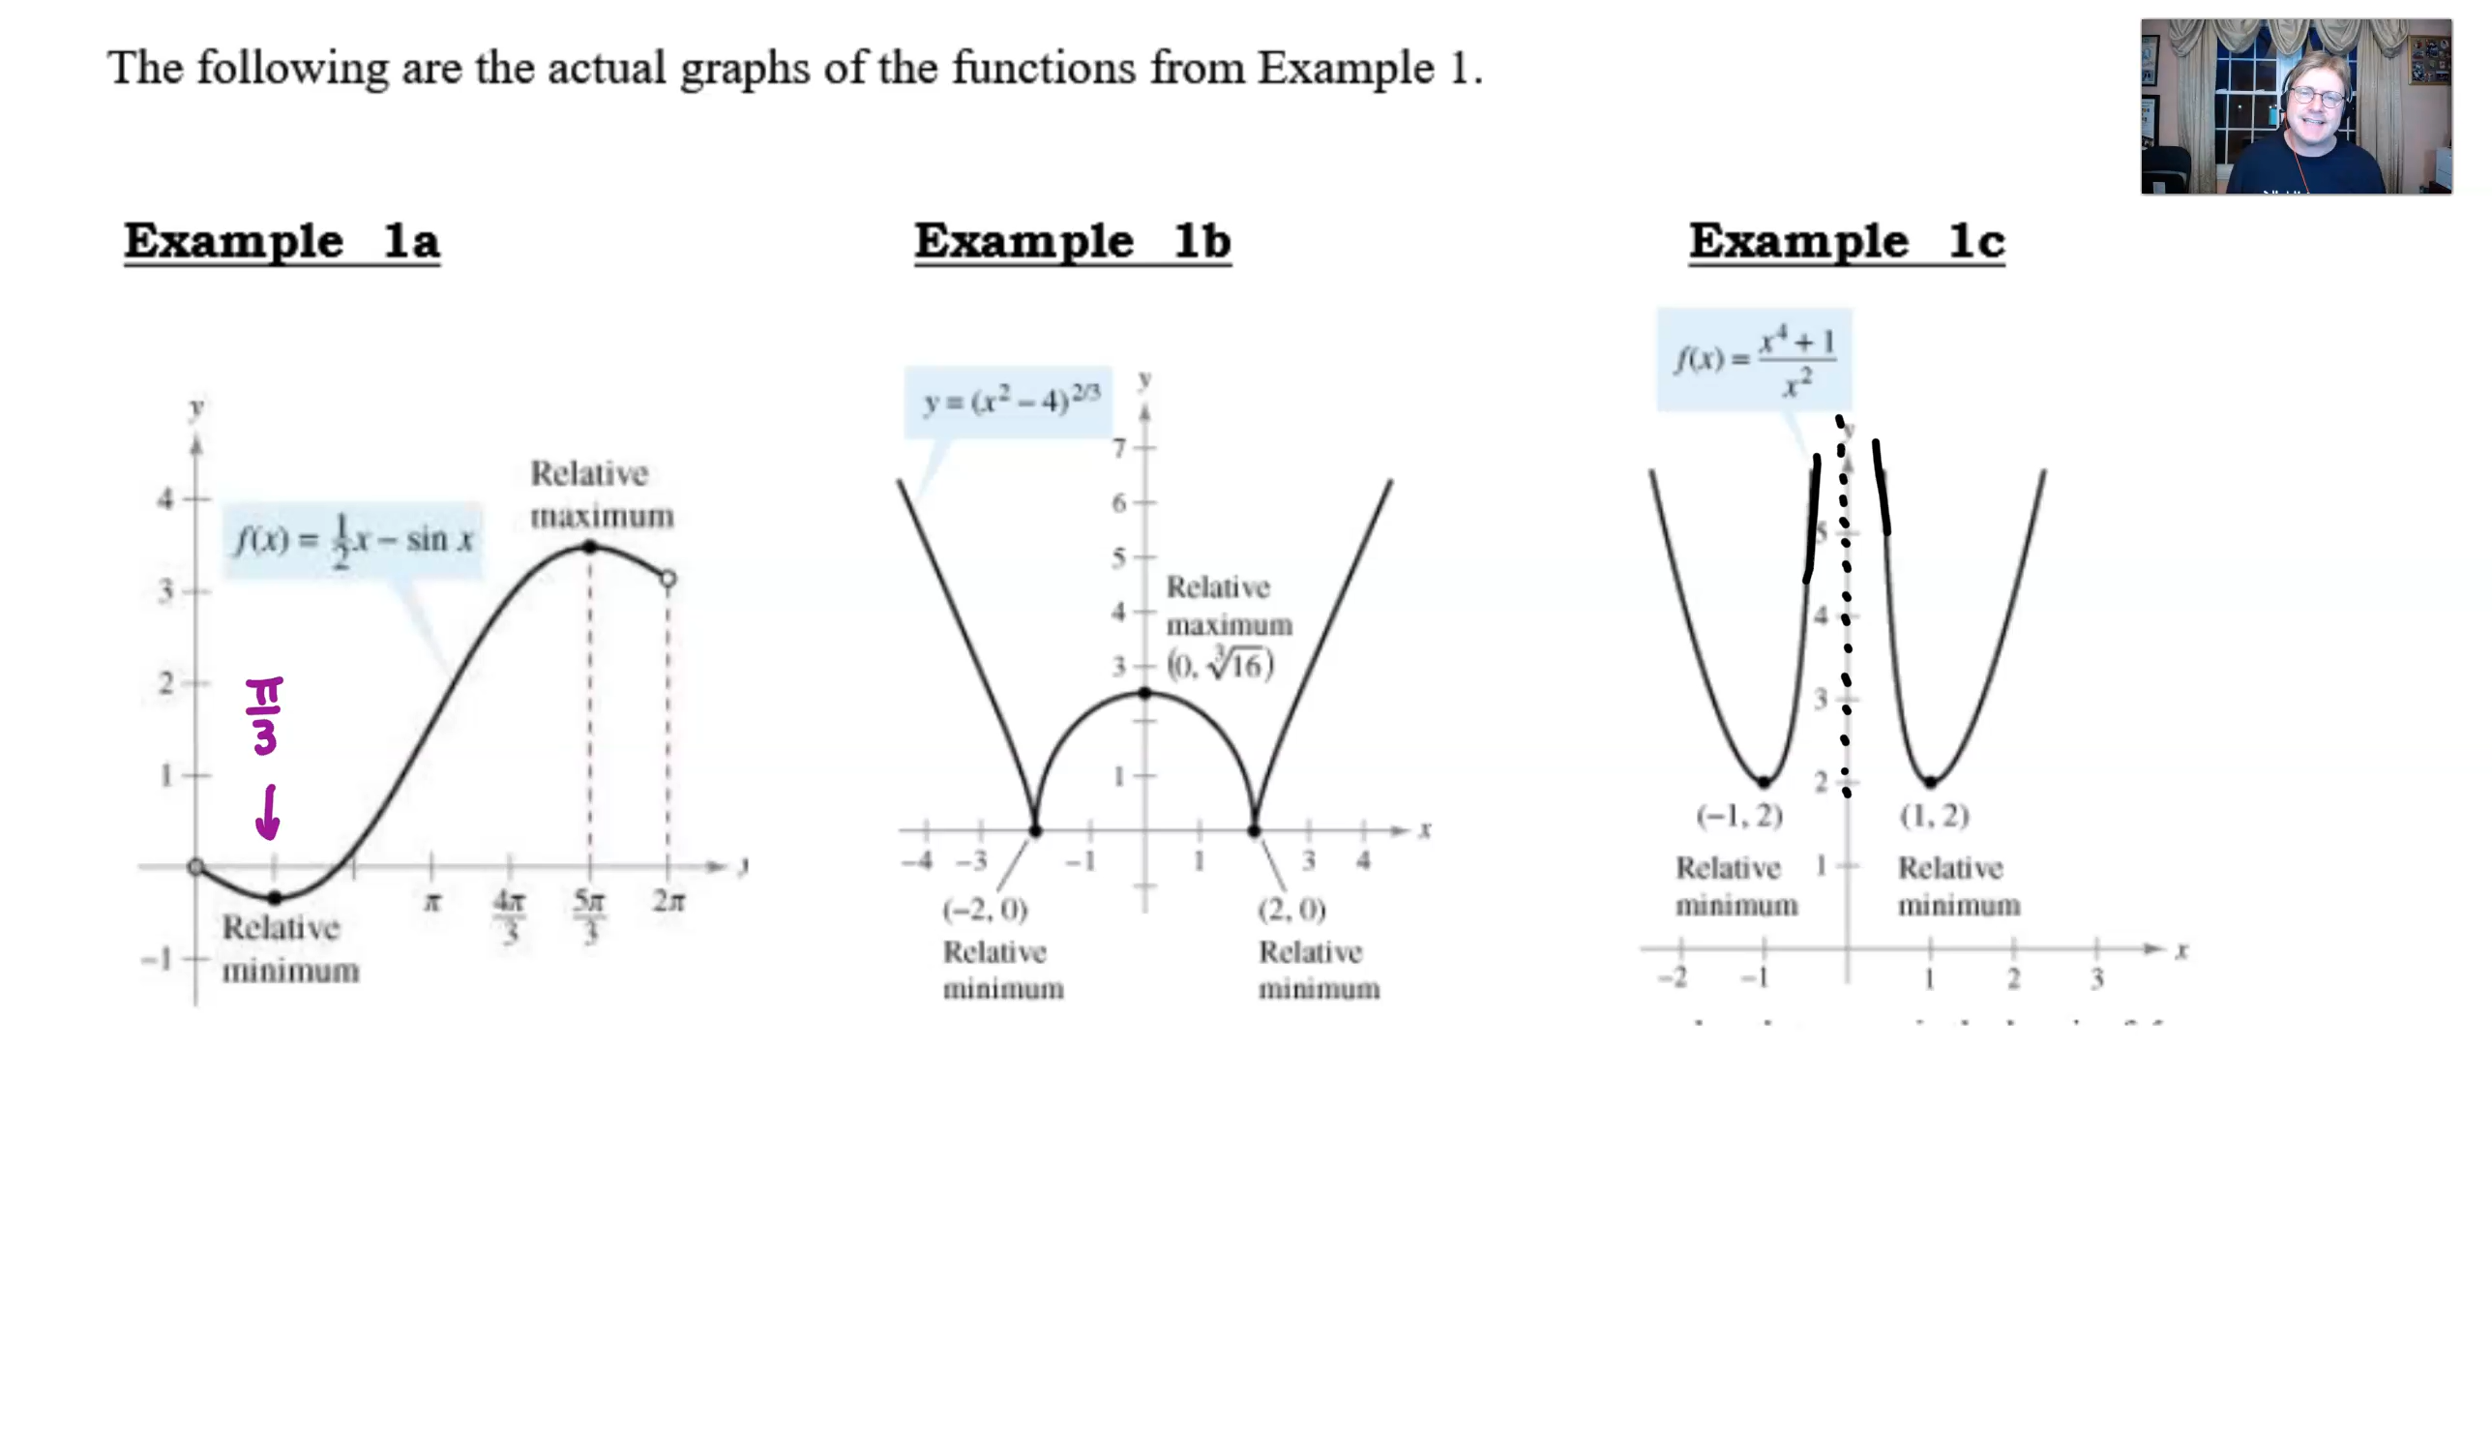 The following are the actual graphs of the functions from Example 1.
Example 1a
y
4
3
2
1
-1
f(x) = 1/2 x – sin x
Relative
maximum
π/3
π
4π/3
5π/3
2π
Relative
minimum
Example 1b
y = (x² – 4)^2/3
y
7
6
5
4
3
1
Relative
maximum
(0, ∛16)
-4 -3 -1 1 3 4 x
(–2, 0)
Relative
minimum
(2, 0)
Relative
minimum
Example 1c
f(x) = (x⁴ + 1)/x²
y
5
4
3
2
1
(–1, 2)
Relative
minimum
(1, 2)
Relative
minimum
-2 -1 1 2 3 x